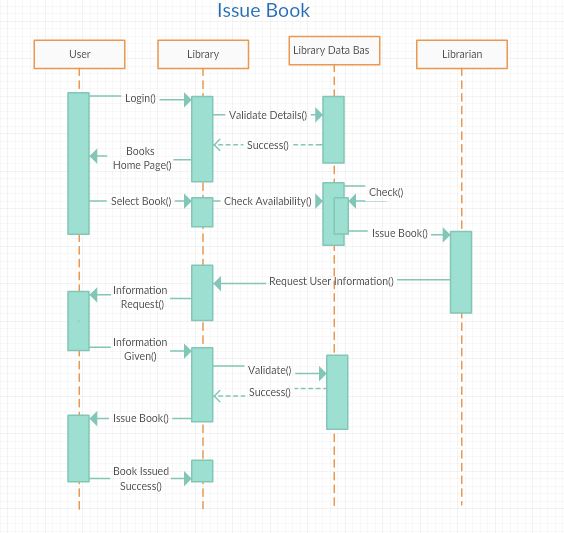 Issue Book
User
Library
Library Data Bas
Librarian
Login()
Validate Details()
Success()
Books
Home Page()
Select Book()
Check Availability()
Check()
Issue Book()
Request User Information()
Information
Request()
Information
Given()
Validate()
Success()
Issue Book()
Book Issued
Success()